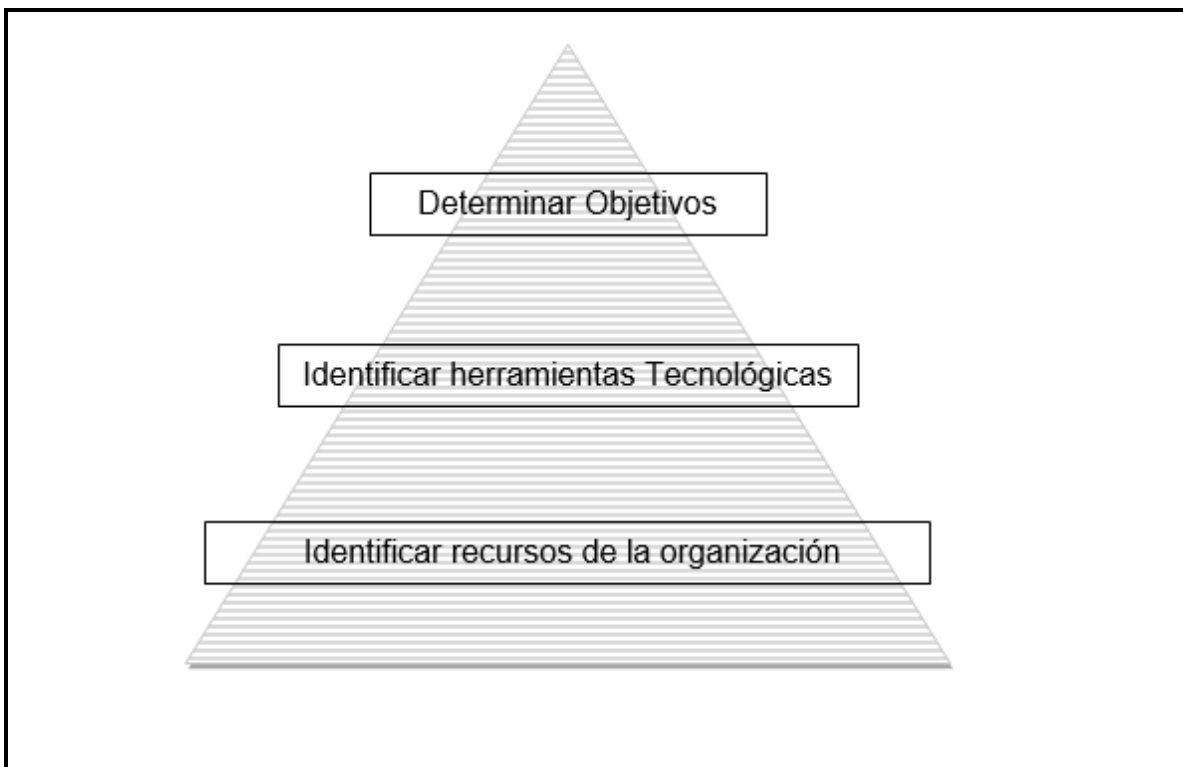 Determinar Objetivos
Identificar herramientas Tecnológicas
Identificar recursos de la organización